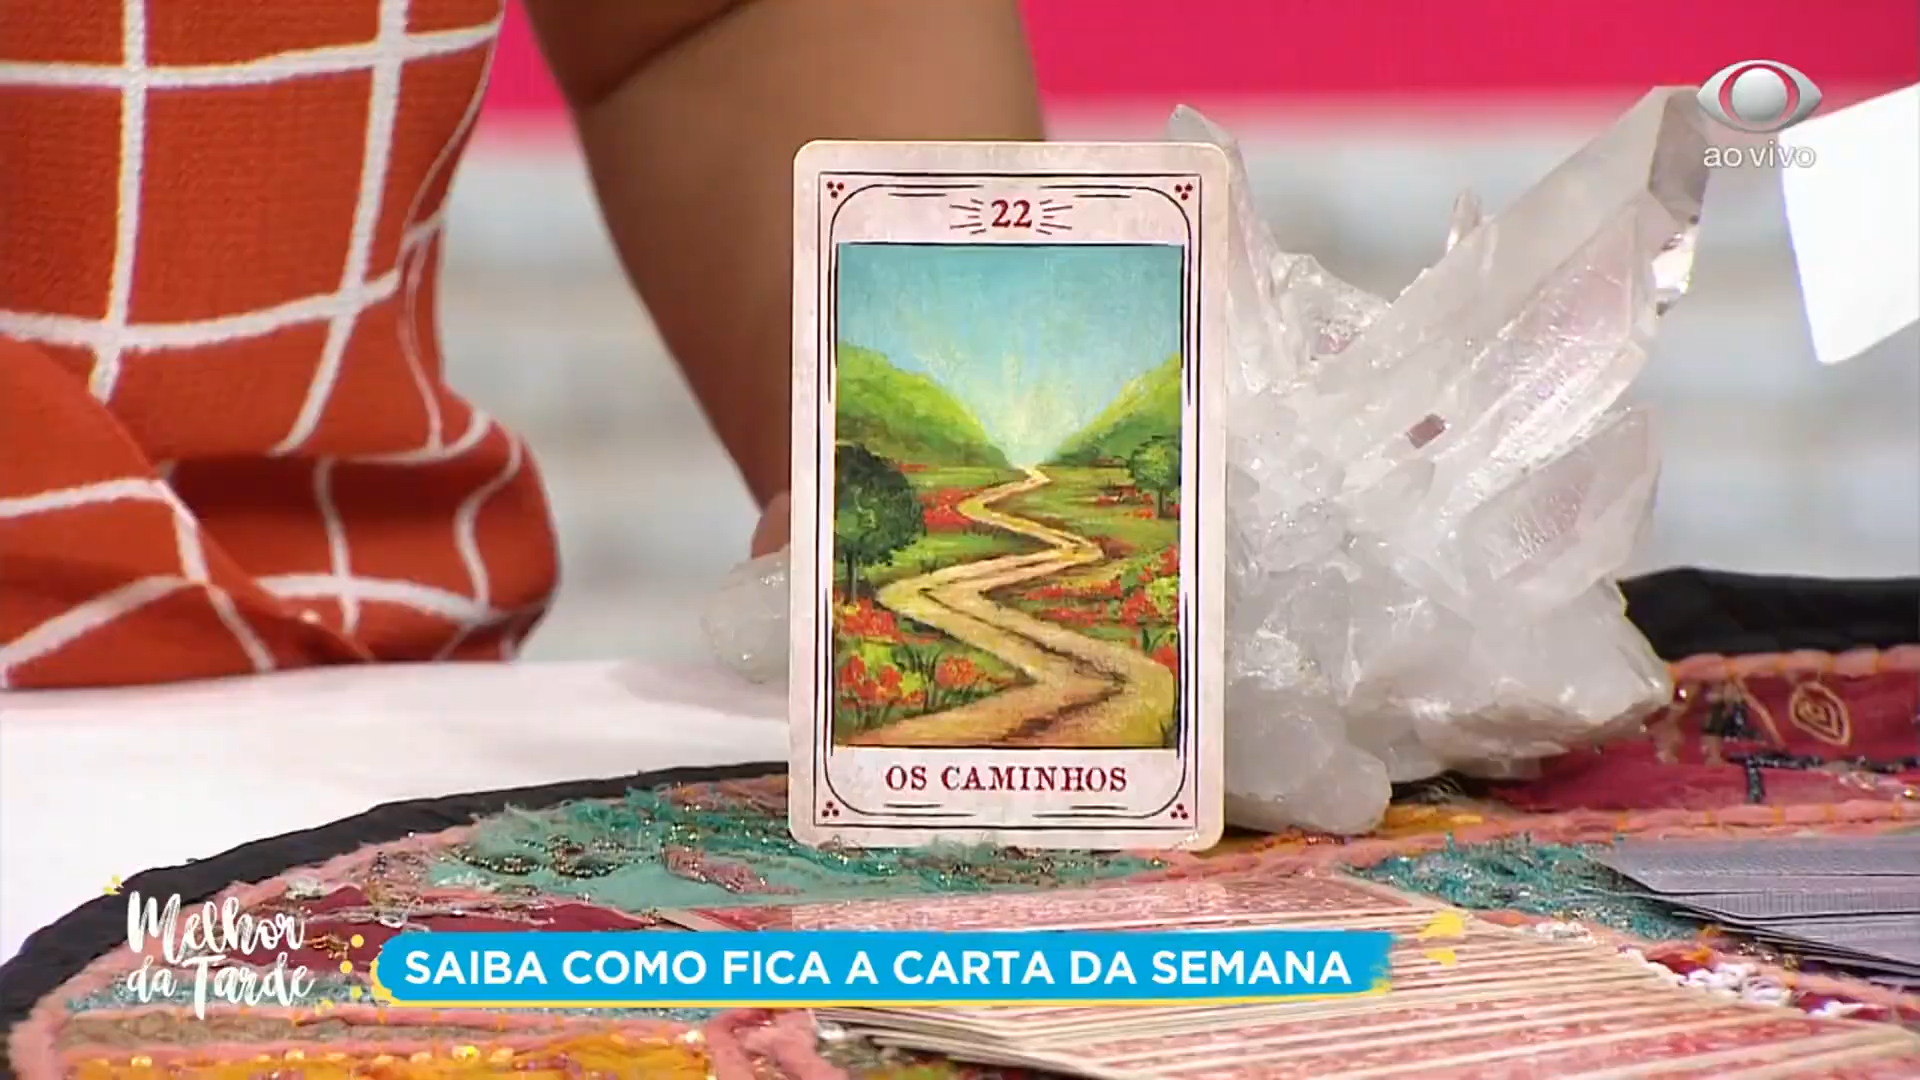 ao vivo
22
OS CAMINHOS
Melhor
da Tarde
SAIBA COMO FICA A CARTA DA SEMANA